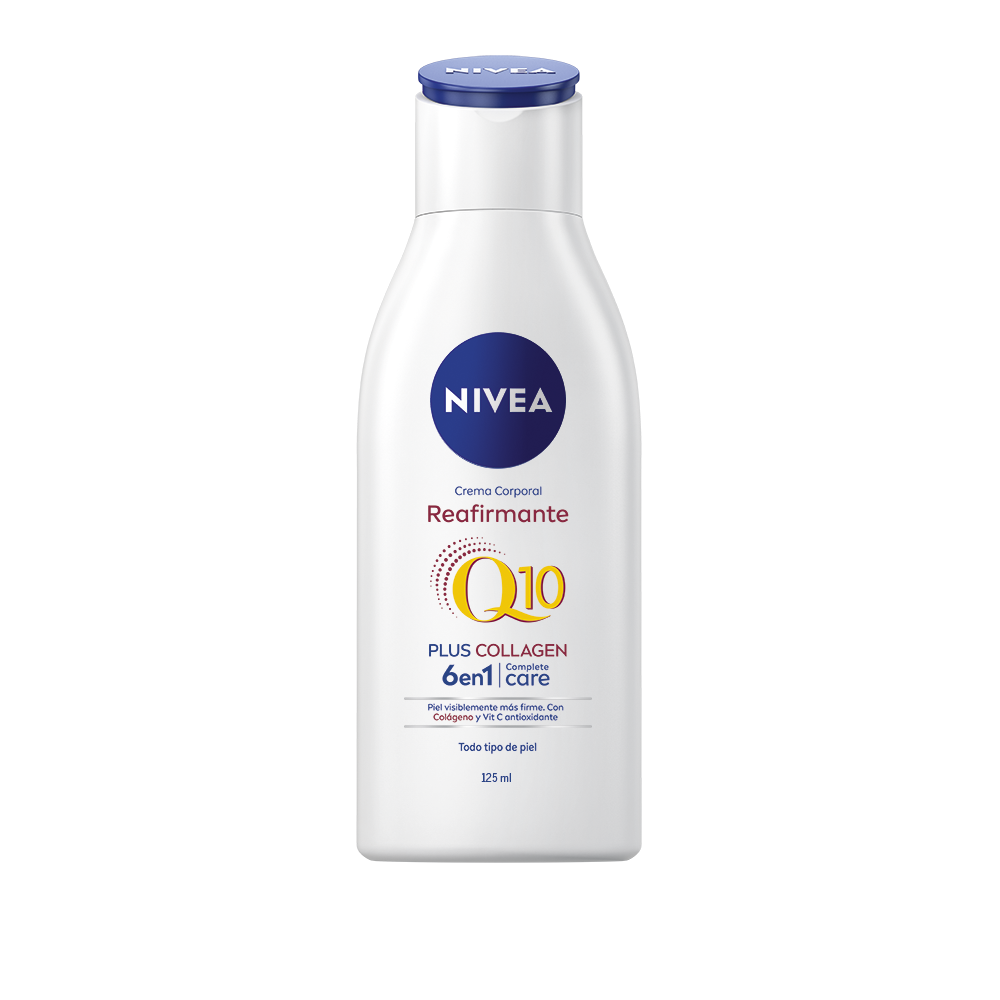 NIVEA
NIVEA
Crema Corporal
Reafirmante
Q10
PLUS COLLAGEN
6en1 | Complete care
Piel visiblemente más firme. Con
Colágeno y Vit C antioxidante
Todo tipo de piel
125 ml